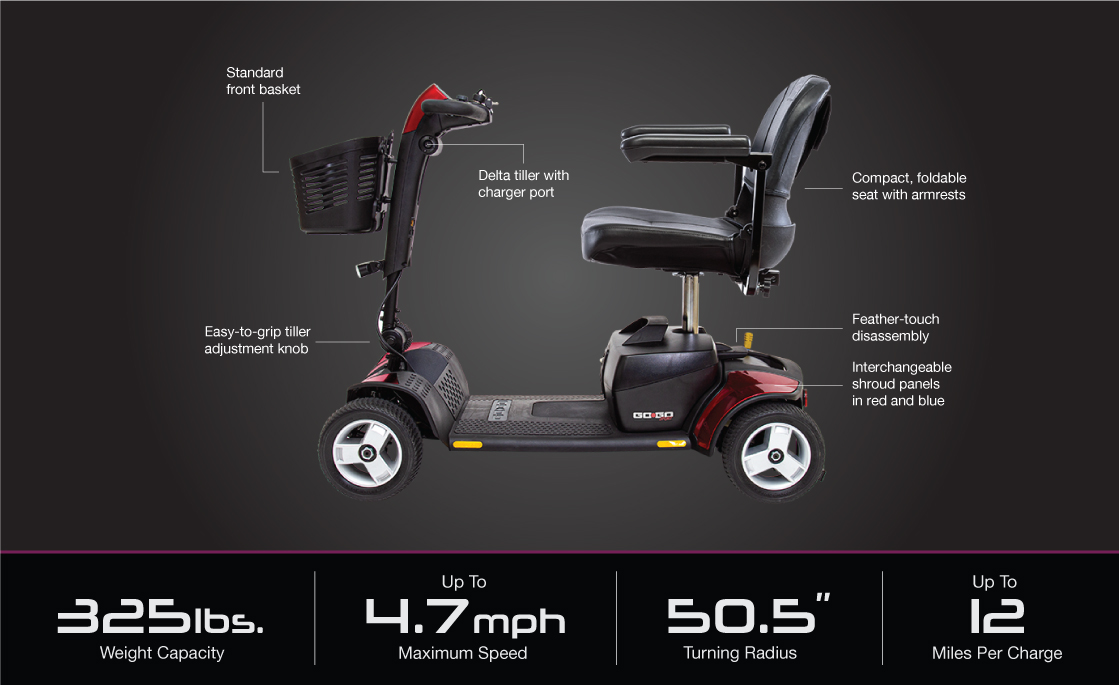 Standard
front basket
Delta tiller with
charger port
Compact, foldable
seat with armrests
Easy-to-grip tiller
adjustment knob
Feather-touch
disassembly
Interchangeable
shroud panels
in red and blue
GO-GO
325lbs.
Weight Capacity
Up To
4.7mph
Maximum Speed
50.5"
Turning Radius
Up To
12
Miles Per Charge